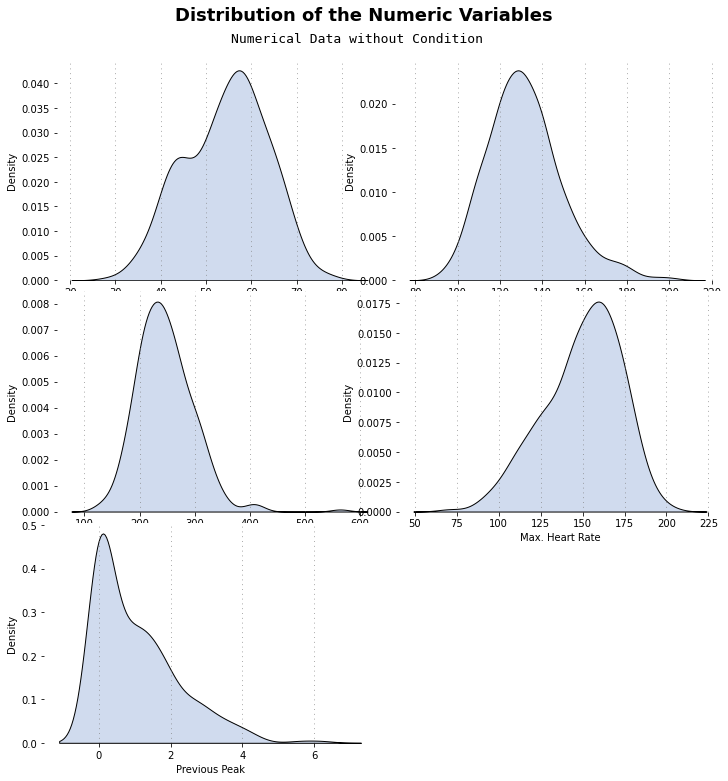 Distribution of the Numeric Variables
Numerical Data without Condition
0.040
0.035
0.030
0.025
0.020
0.015
0.010
0.005
0.000
Density
20 30 40 50 60 70 80
0.020
0.015
0.010
0.005
0.000
Density
80 100 120 140 160 180 200 220
0.008
0.007
0.006
0.005
0.004
0.003
0.002
0.001
0.000
Density
100 200 300 400 500 600
0.0175
0.0150
0.0125
0.0100
0.0075
0.0050
0.0025
0.0000
Density
50 75 100 125 150 175 200 225
Max. Heart Rate
0.5
0.4
0.3
0.2
0.1
0.0
Density
0 2 4 6
Previous Peak